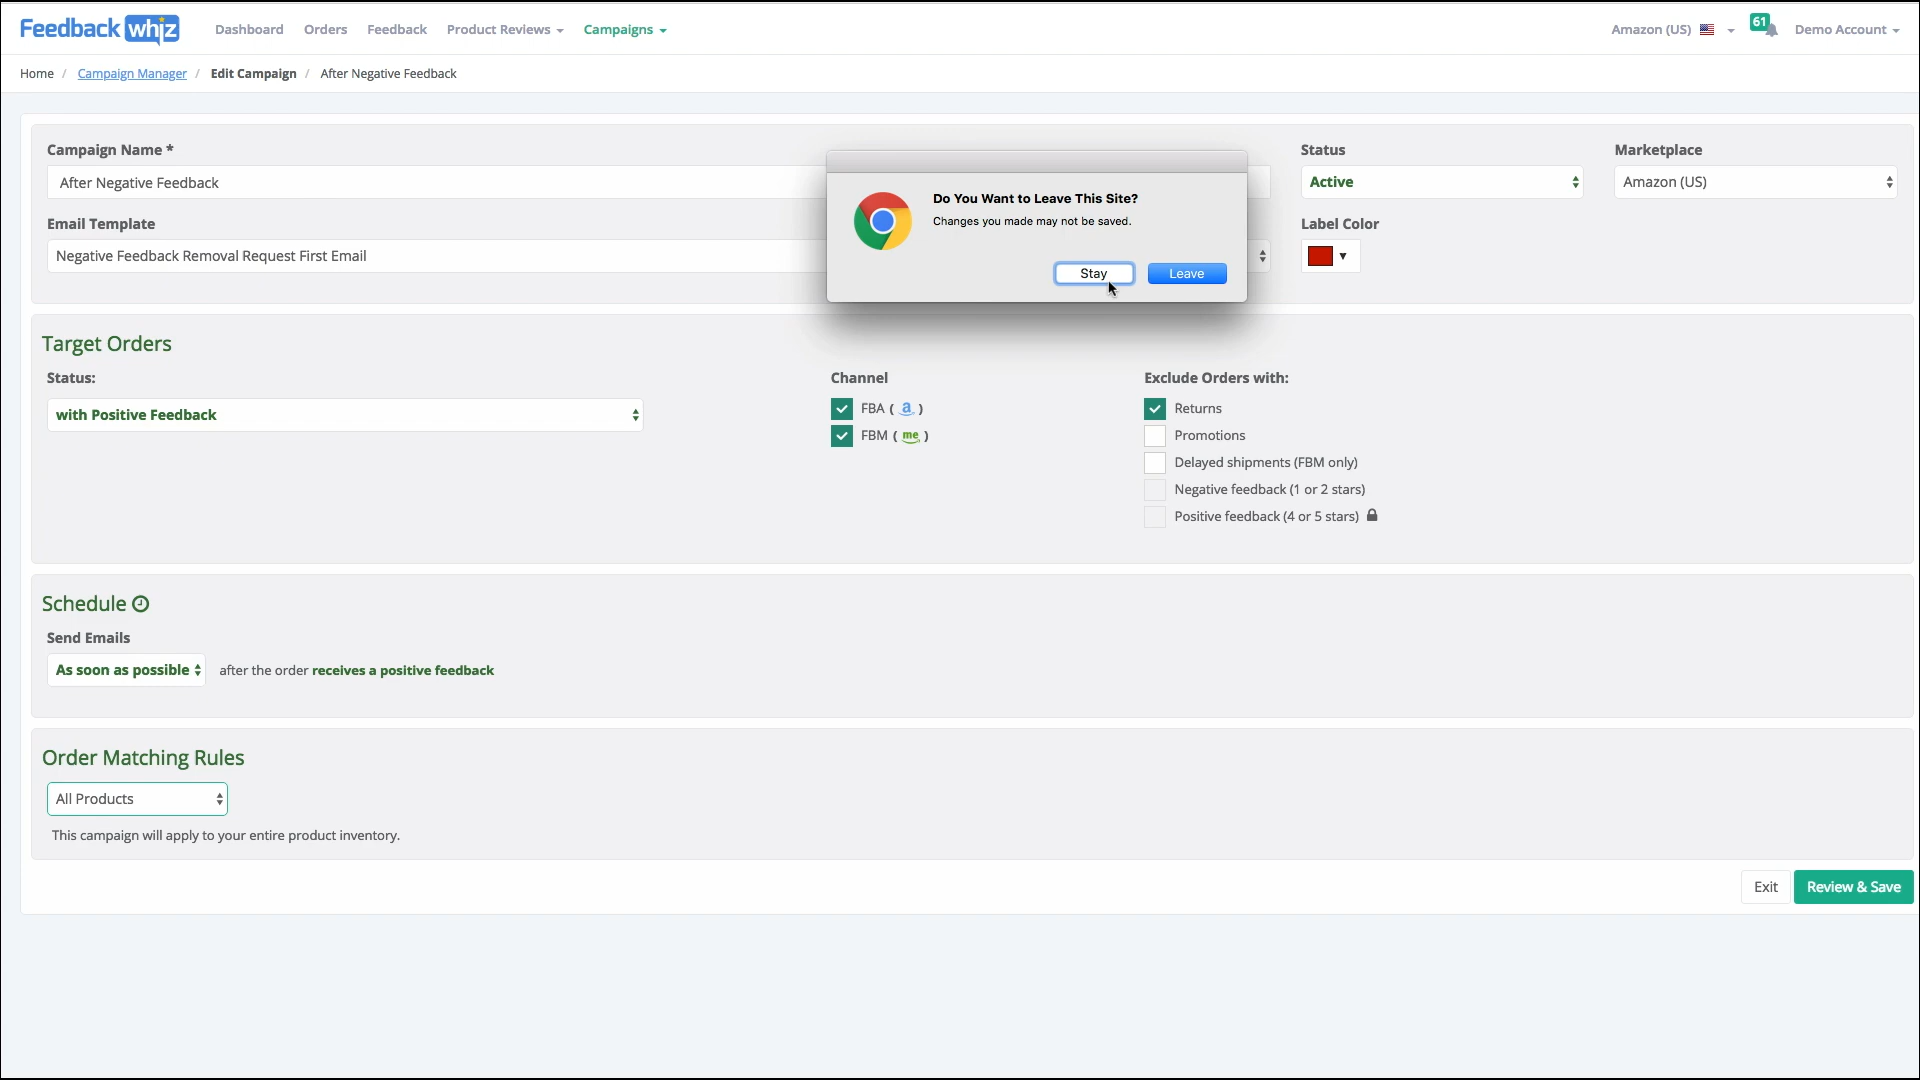 Feedback whiz
Dashboard Orders Feedback Product Reviews Campaigns
Amazon (US) 61 Demo Account
Home / Campaign Manager / Edit Campaign / After Negative Feedback
Campaign Name *
After Negative Feedback
Email Template
Negative Feedback Removal Request First Email
Do You Want to Leave This Site?
Changes you made may not be saved.
Stay Leave
Status
Active
Marketplace
Amazon (US)
Label Color
Target Orders
Status:
with Positive Feedback
Channel
FBA ( a )
FBM ( me )
Exclude Orders with:
Returns
Promotions
Delayed shipments (FBM only)
Negative feedback (1 or 2 stars)
Positive feedback (4 or 5 stars)
Schedule
Send Emails
As soon as possible after the order receives a positive feedback
Order Matching Rules
All Products
This campaign will apply to your entire product inventory.
Exit Review & Save